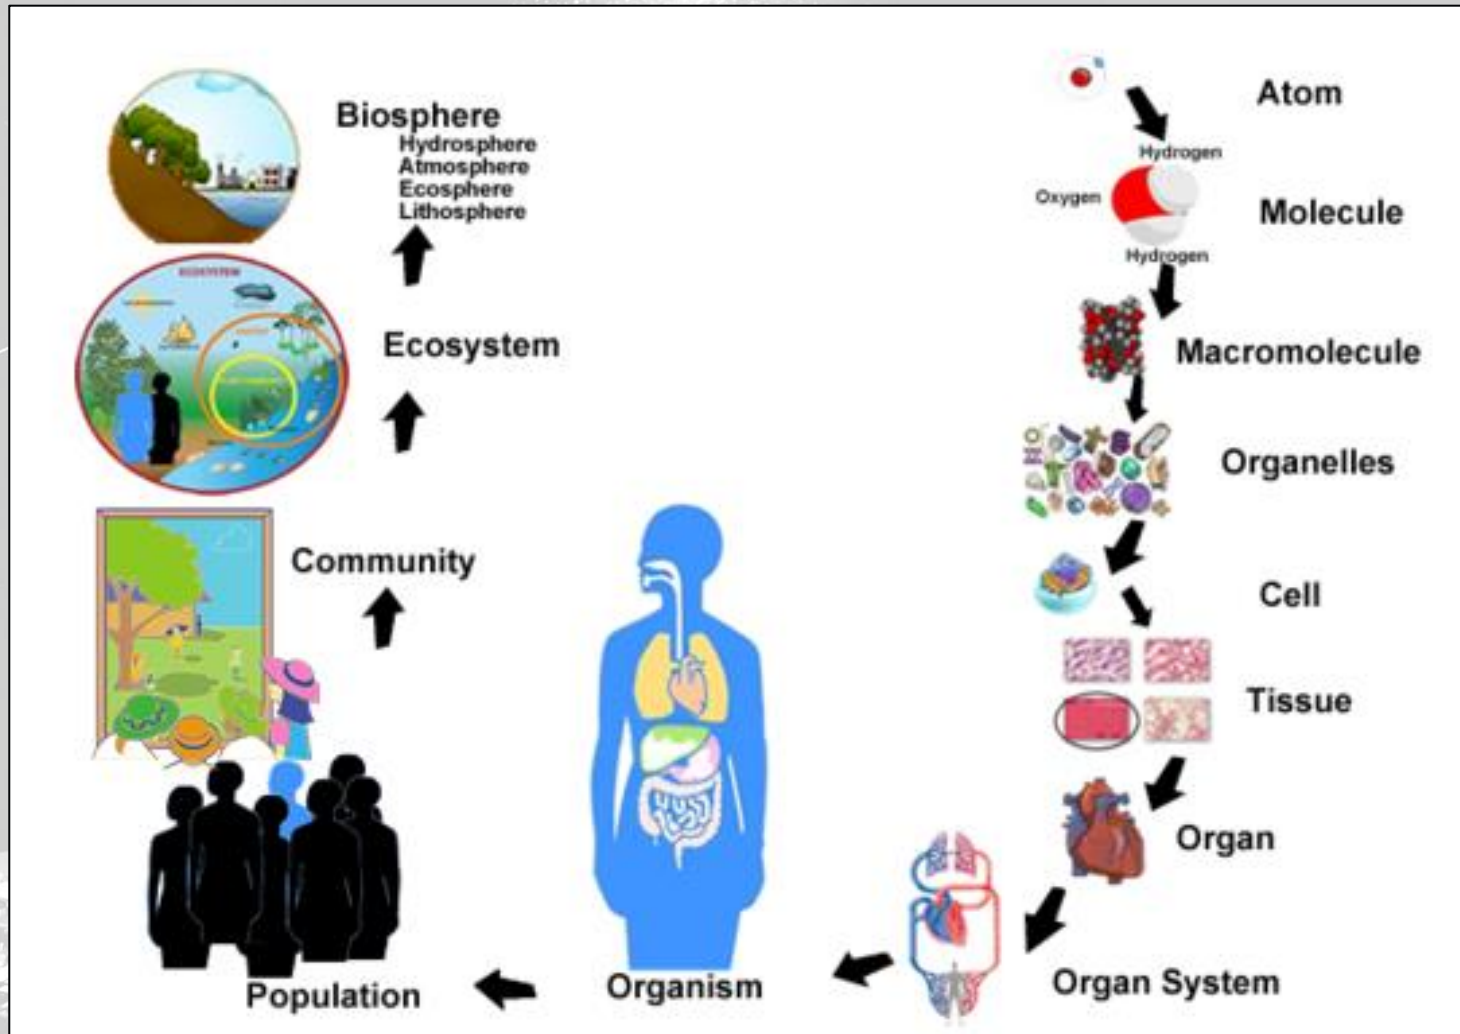 Biosphere
Hydrosphere
Atmosphere
Ecosphere
Lithosphere
ECOSYSTEM
Ecosystem
Community
Population
Organism
Atom
Hydrogen
Oxygen
Molecule
Hydrogen
Macromolecule
Organelles
Cell
Tissue
Organ
Organ System